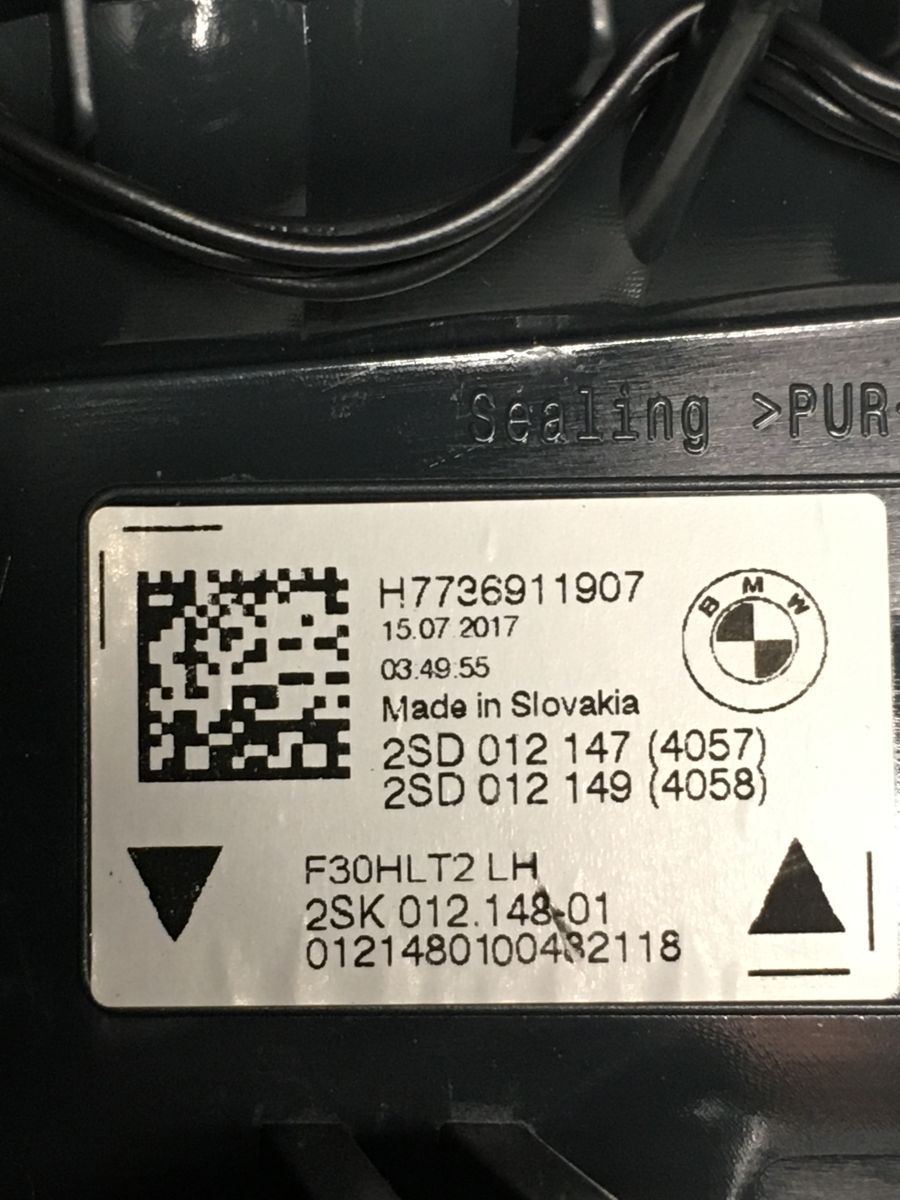 Sealing >PUR
H7736911907
15.07.2017
03:49:55
Made in Slovakia
2SD 012 147 (4057)
2SD 012 149 (4058)
BMW
F30HLT2 LH
2SK 012.148-01
0121480100432118